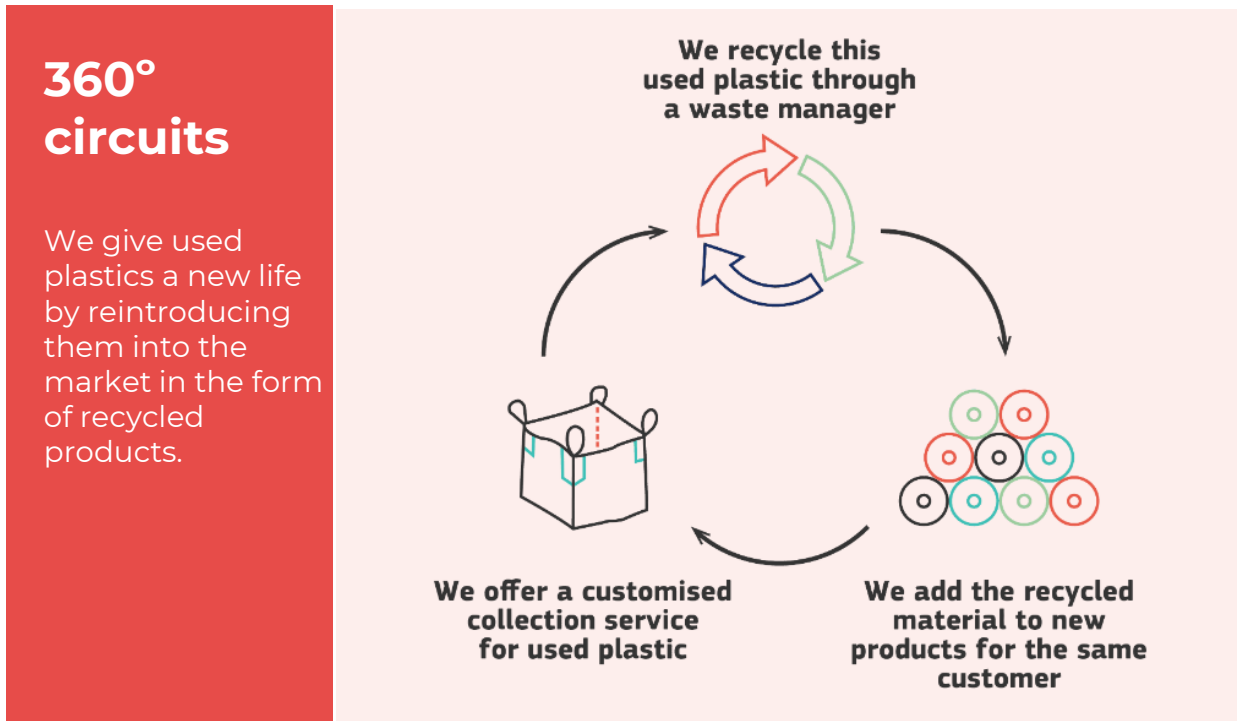 360º
circuits
We give used
plastics a new life
by reintroducing
them into the
market in the form
of recycled
products.
We recycle this
used plastic through
a waste manager
We offer a customised
collection service
for used plastic
We add the recycled
material to new
products for the same
customer